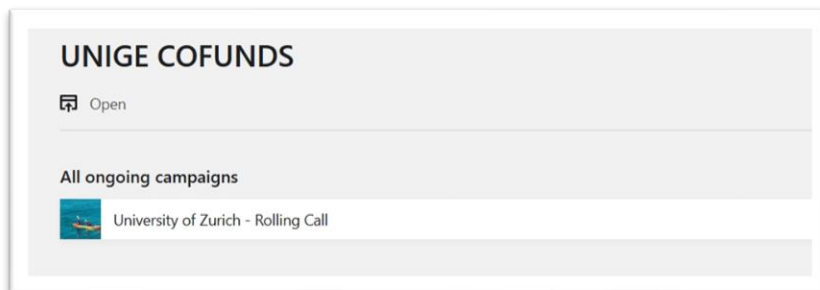 UNIGE COFUNDS
Open
All ongoing campaigns
University of Zurich - Rolling Call